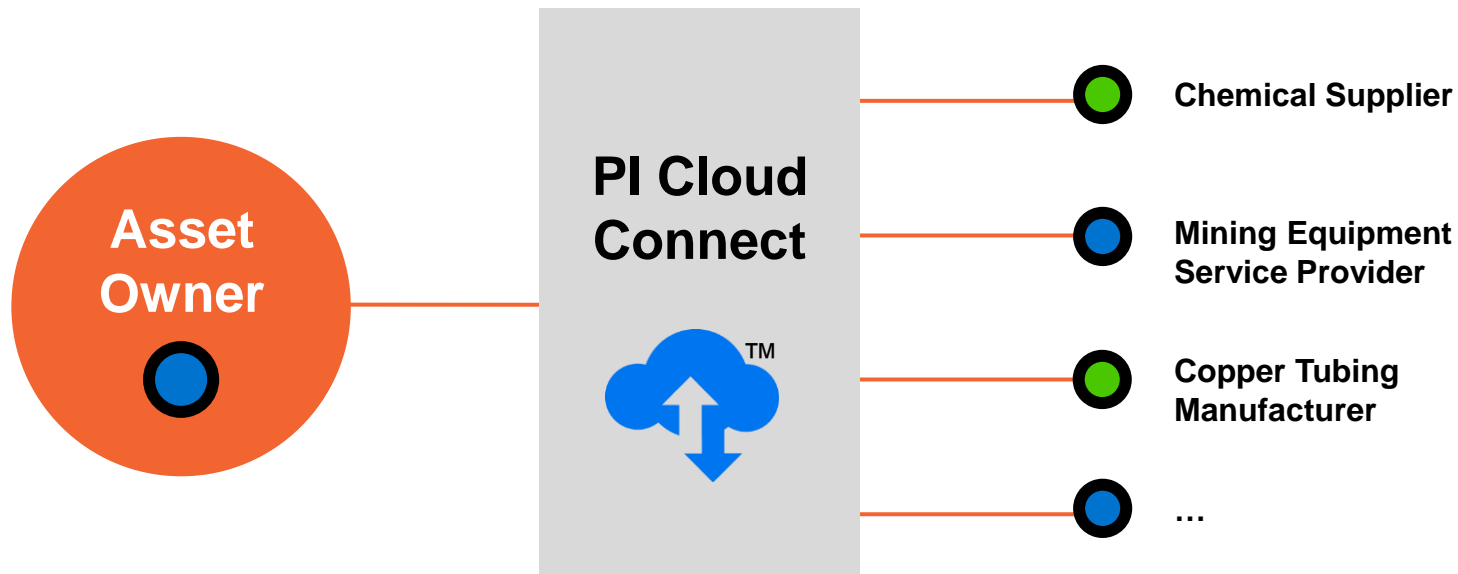 Asset
Owner
PI Cloud
Connect
TM
Chemical Supplier
Mining Equipment
Service Provider
Copper Tubing
Manufacturer
…